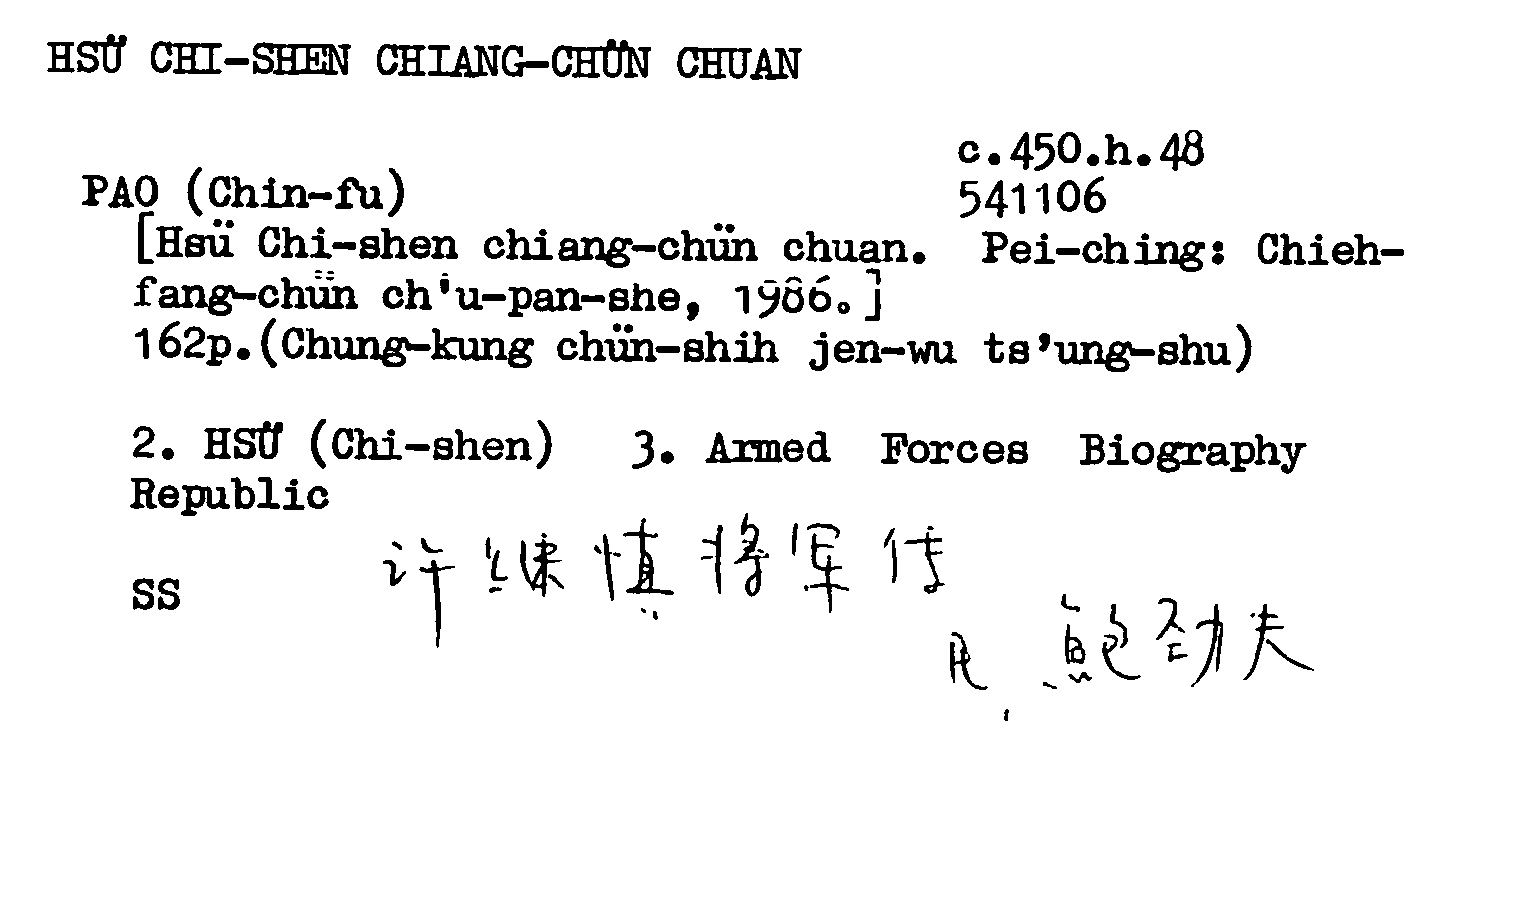 HSÜ CHI-SHEN CHIANG-CHÜN CHUAN
c.450.h.48
PAO (Chin-fu)
541106
[Hsü Chi-shen chiang-chün chuan. Pei-ching: Chieh-
fang-chün ch'u-pan-she, 1986.]
162p.(Chung-kung chün-shih jen-wu ts'ung-shu)
2. HSÜ (Chi-shen) 3. Armed Forces Biography
Republic
SS
许继慎将军传
鲍劲夫